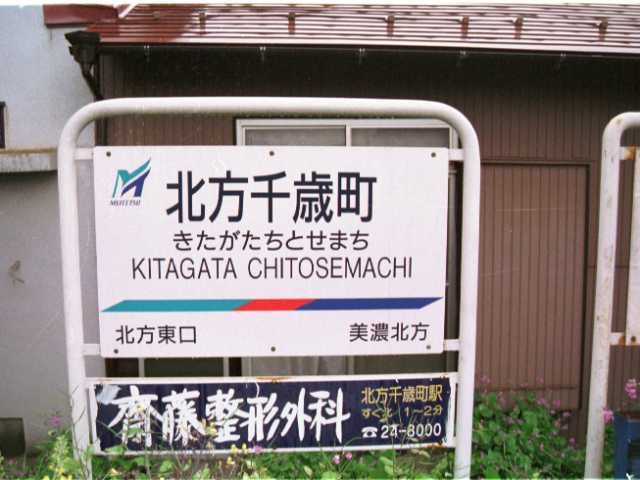 MEITETSU
北方千歳町
きたがたちとせまち
KITAGATA CHITOSEMACHI
北方東口 美濃北方
齋藤整形外科
北方千歳町駅
すぐ北 1〜2分
☎24-8000